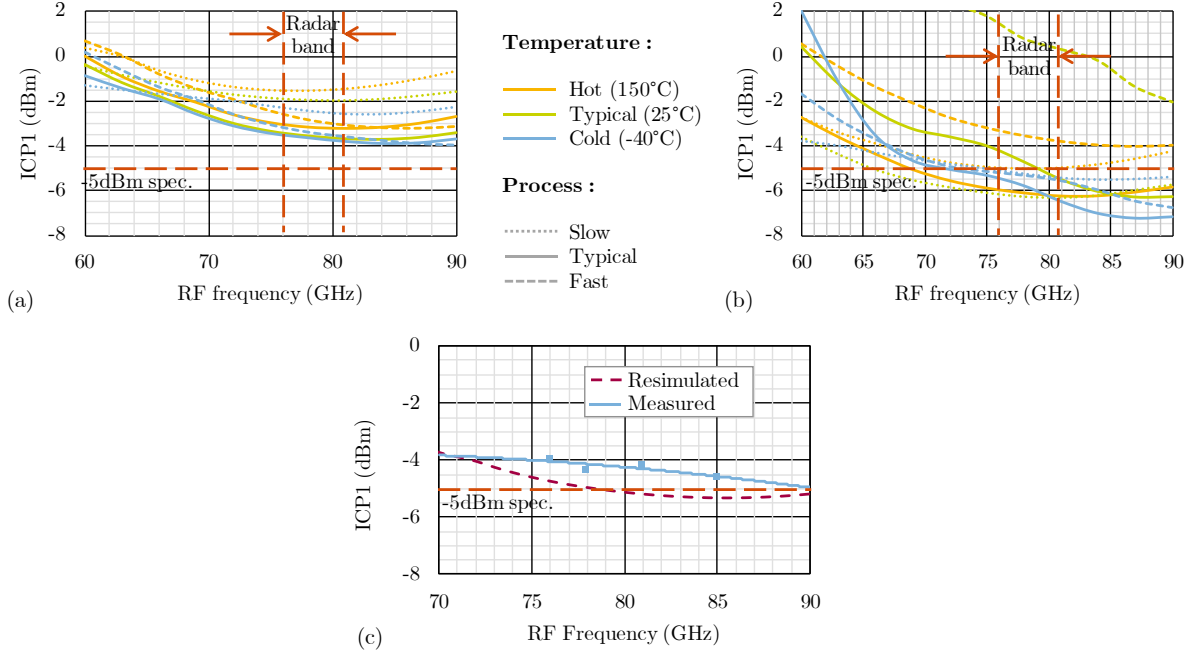 2
0
-2
-4
-6
-8
ICP1 (dBm)
Radar
band
-5dBm spec.
60
70
80
90
RF frequency (GHz)
(a)
Temperature :
Hot (150°C)
Typical (25°C)
Cold (-40°C)
Process :
Slow
Typical
Fast
2
0
-2
-4
-6
-8
ICP1 (dBm)
Radar
band
-5dBm spec.
60
65
70
75
80
85
90
RF frequency (GHz)
(b)
0
-2
-4
-6
-8
ICP1 (dBm)
Resimulated
Measured
-5dBm spec.
70
75
80
85
90
RF Frequency (GHz)
(c)